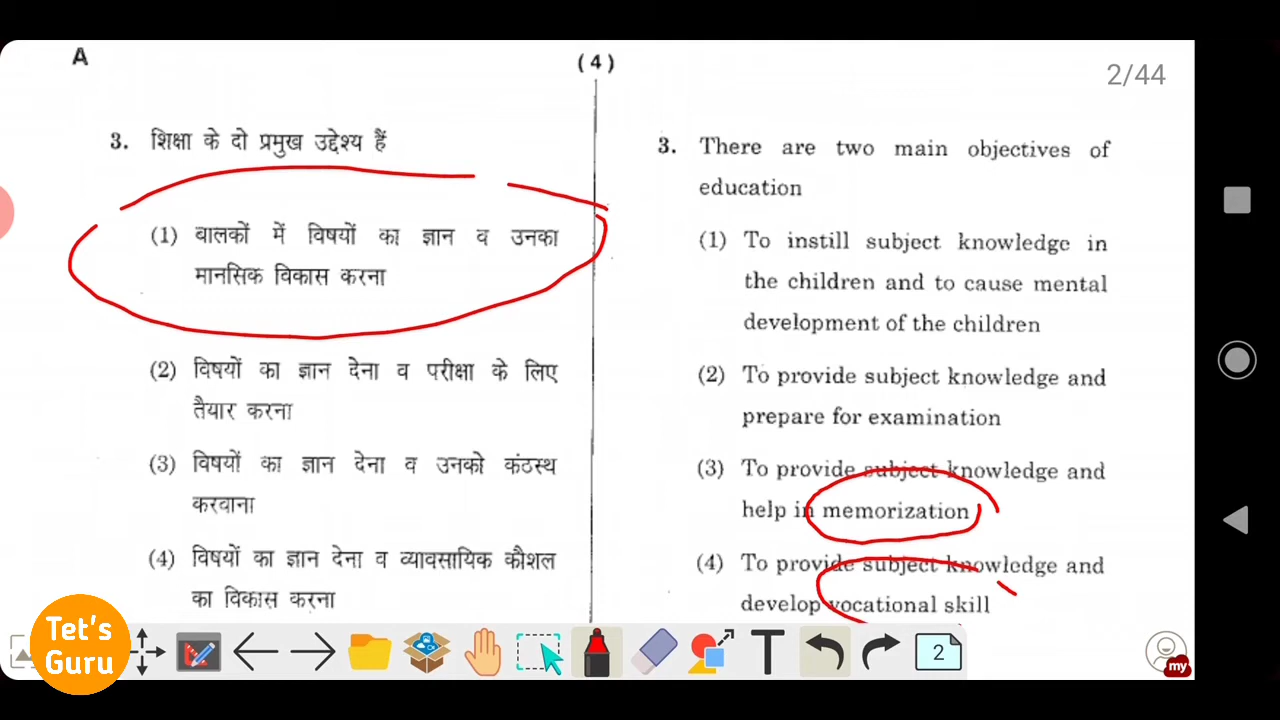 A
(4)
2/44
3. शिक्षा के दो प्रमुख उद्देश्य हैं
(1) बालकों में विषयों का ज्ञान व उनका
मानसिक विकास करना
(2) विषयों का ज्ञान देना व परीक्षा के लिए
तैयार करना
(3) विषयों का ज्ञान देना व उनको कंठस्थ
करवाना
(4) विषयों का ज्ञान देना व व्यावसायिक कौशल
का विकास करना
3. There are two main objectives of
education
(1) To instill subject knowledge in
the children and to cause mental
development of the children
(2) To provide subject knowledge and
prepare for examination
(3) To provide subject knowledge and
help in memorization
(4) To provide subject knowledge and
develop vocational skill
Tet's
Guru
T
2
my